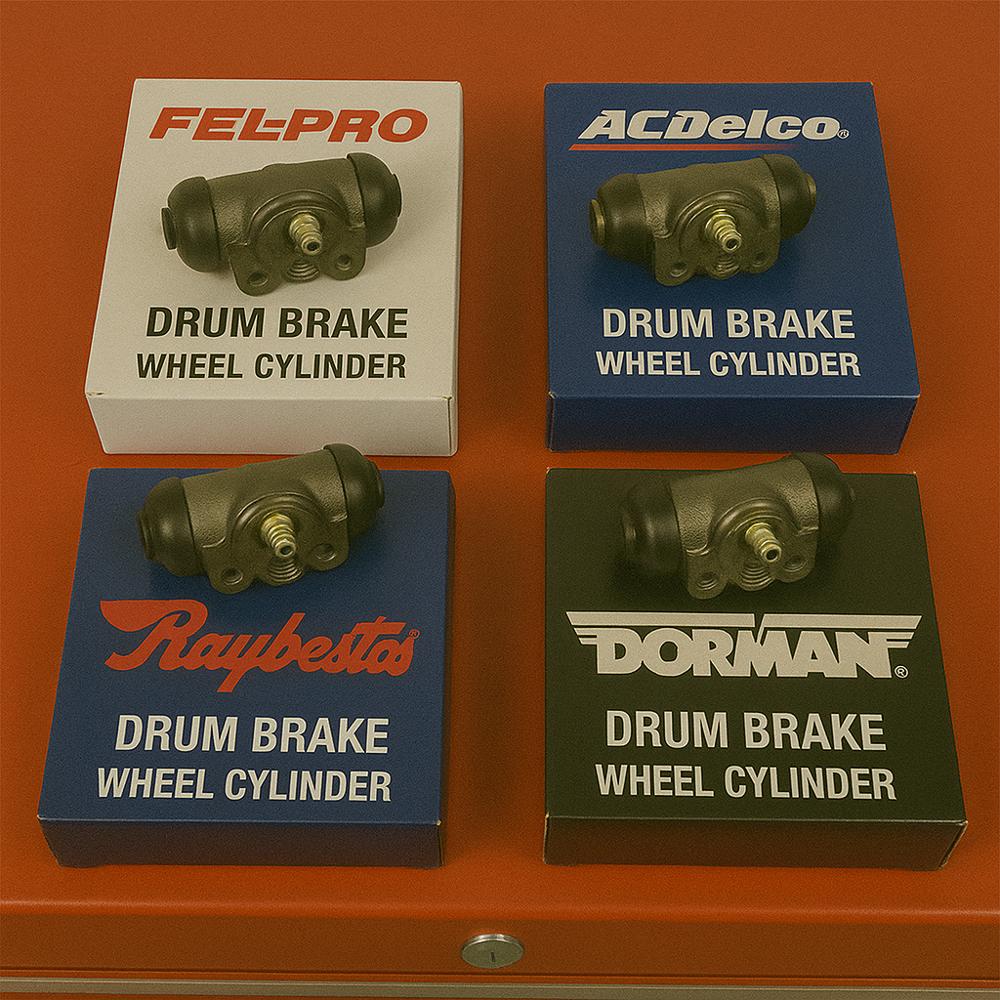 FEL-PRO
DRUM BRAKE
WHEEL CYLINDER
ACDelco®
DRUM BRAKE
WHEEL CYLINDER
Raybestos®
DRUM BRAKE
WHEEL CYLINDER
DORMAN®
DRUM BRAKE
WHEEL CYLINDER